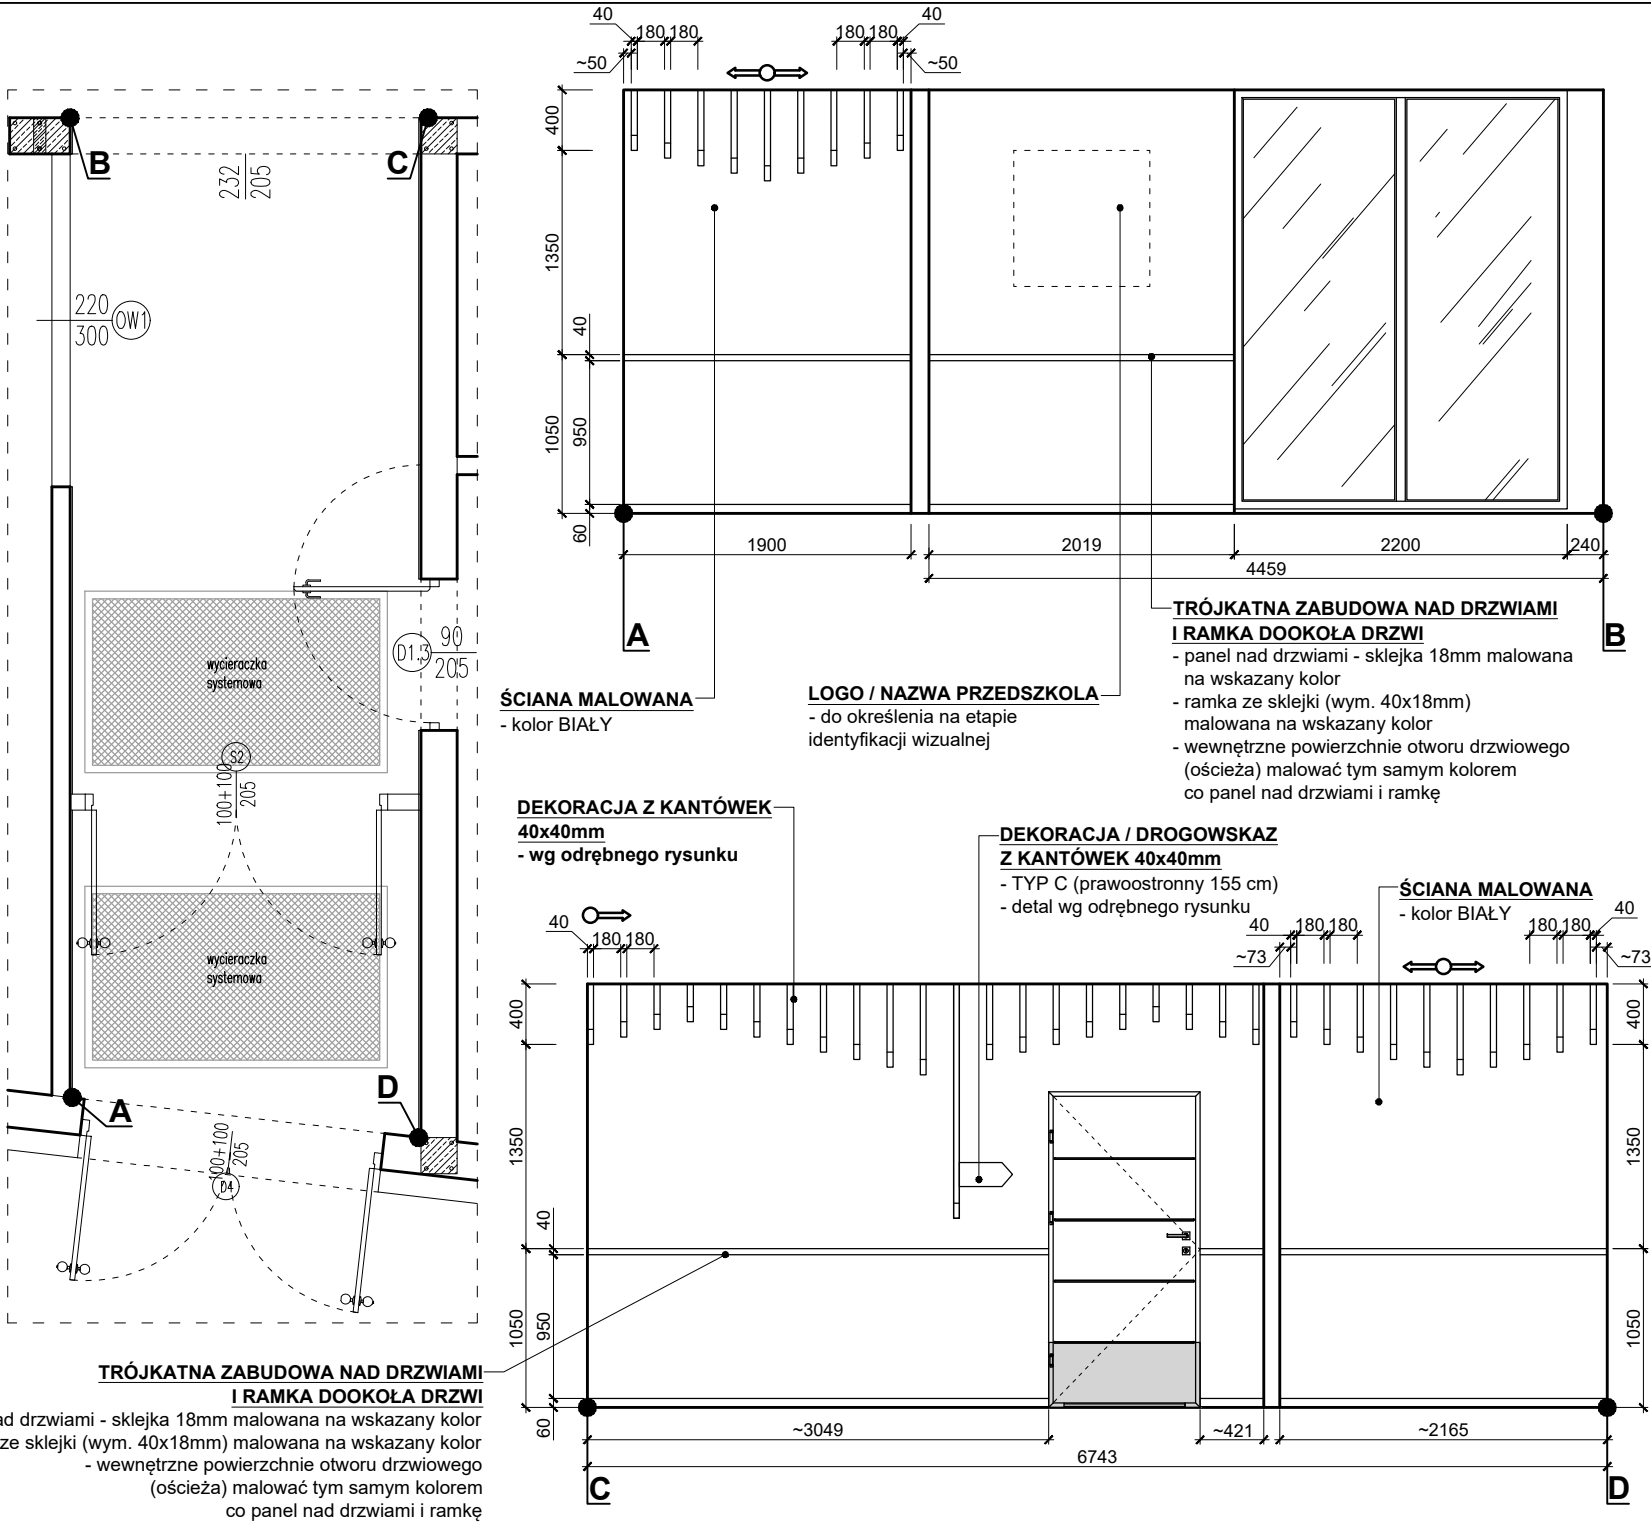 B
C
232
205
220
300
OW1
D1.3
90
205
wycieraczka
systemowa
S2
100+100
205
wycieraczka
systemowa
A
D
100+100
205
D4
40
180
180
180
180
40
~50
~50
400
1350
40
1050
950
60
1900
2019
2200
240
4459
A
B
ŚCIANA MALOWANA
- kolor BIAŁY
LOGO / NAZWA PRZEDSZKOLA
- do określenia na etapie
identyfikacji wizualnej
TRÓJKATNA ZABUDOWA NAD DRZWIAMI
I RAMKA DOOKOŁA DRZWI
- panel nad drzwiami - sklejka 18mm malowana
na wskazany kolor
- ramka ze sklejki (wym. 40x18mm)
malowana na wskazany kolor
- wewnętrzne powierzchnie otworu drzwiowego
(ościeża) malować tym samym kolorem
co panel nad drzwiami i ramkę
DEKORACJA Z KANTÓWEK
40x40mm
- wg odrębnego rysunku
DEKORACJA / DROGOWSKAZ
Z KANTÓWEK 40x40mm
- TYP C (prawoostronny 155 cm)
- detal wg odrębnego rysunku
ŚCIANA MALOWANA
- kolor BIAŁY
40
180
180
40
180
180
180
180
40
~73
~73
400
1350
40
1050
950
60
400
1350
1050
~3049
~421
~2165
6743
C
D
TRÓJKATNA ZABUDOWA NAD DRZWIAMI
I RAMKA DOOKOŁA DRZWI
drzwiami - sklejka 18mm malowana na wskazany kolor
ze sklejki (wym. 40x18mm) malowana na wskazany kolor
- wewnętrzne powierzchnie otworu drzwiowego
(ościeża) malować tym samym kolorem
co panel nad drzwiami i ramkę